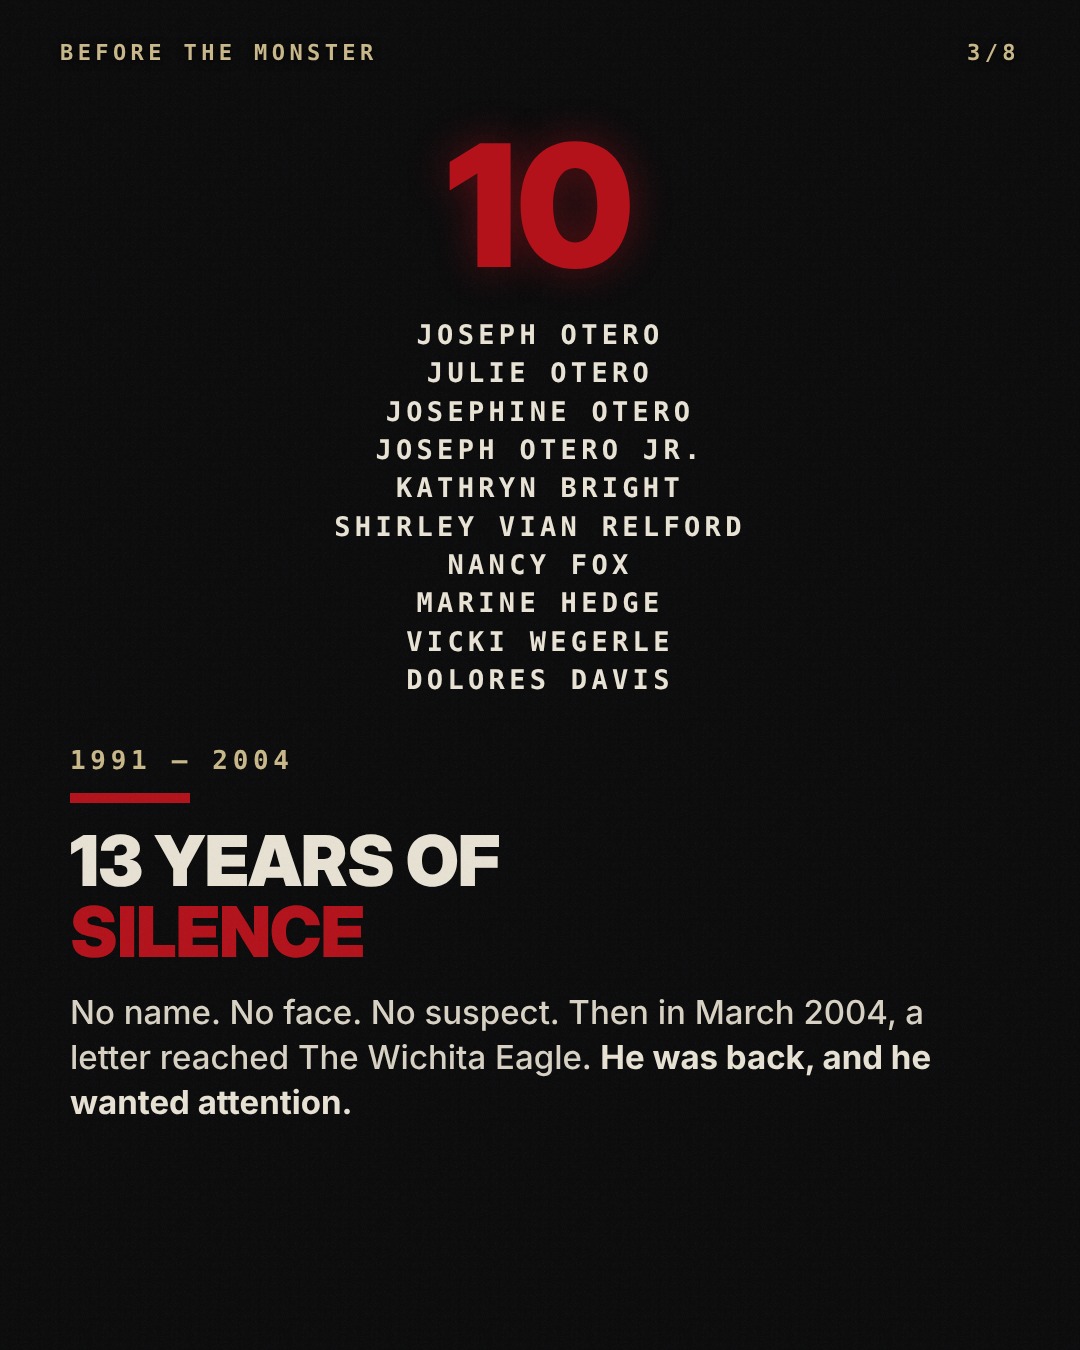 BEFORE THE MONSTER
3/8
10
JOSEPH OTERO
JULIE OTERO
JOSEPHINE OTERO
JOSEPH OTERO JR.
KATHRYN BRIGHT
SHIRLEY VIAN RELFORD
NANCY FOX
MARINE HEDGE
VICKI WEGERLE
DOLORES DAVIS
1991 — 2004
13 YEARS OF
SILENCE
No name. No face. No suspect. Then in March 2004, a
letter reached The Wichita Eagle. He was back, and he
wanted attention.